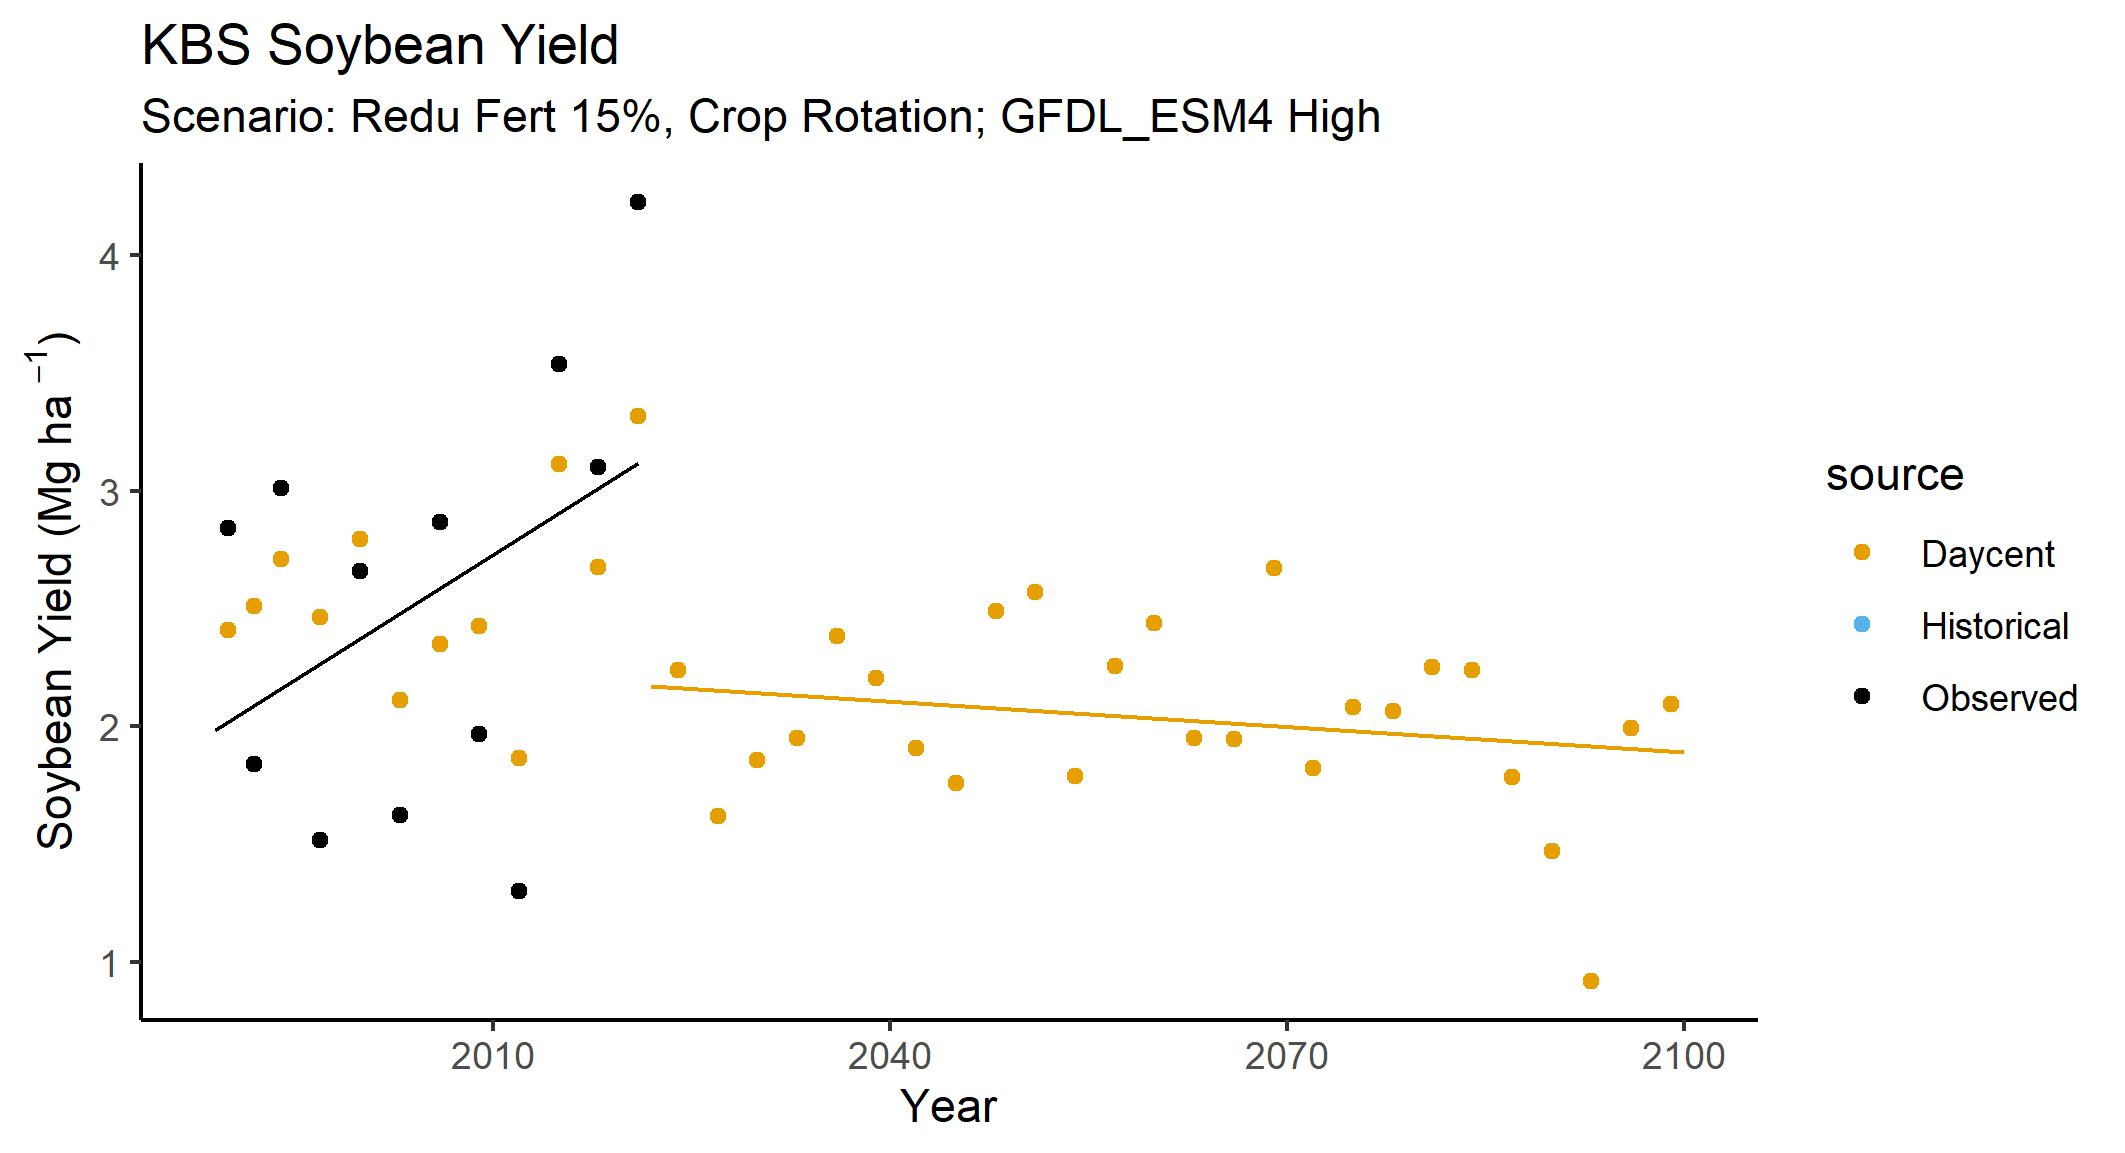 KBS Soybean Yield
Scenario: Redu Fert 15%, Crop Rotation; GFDL_ESM4 High
Soybean Yield (Mg ha −1)
4
3
2
1
2010
2040
2070
2100
Year
source
Daycent
Historical
Observed